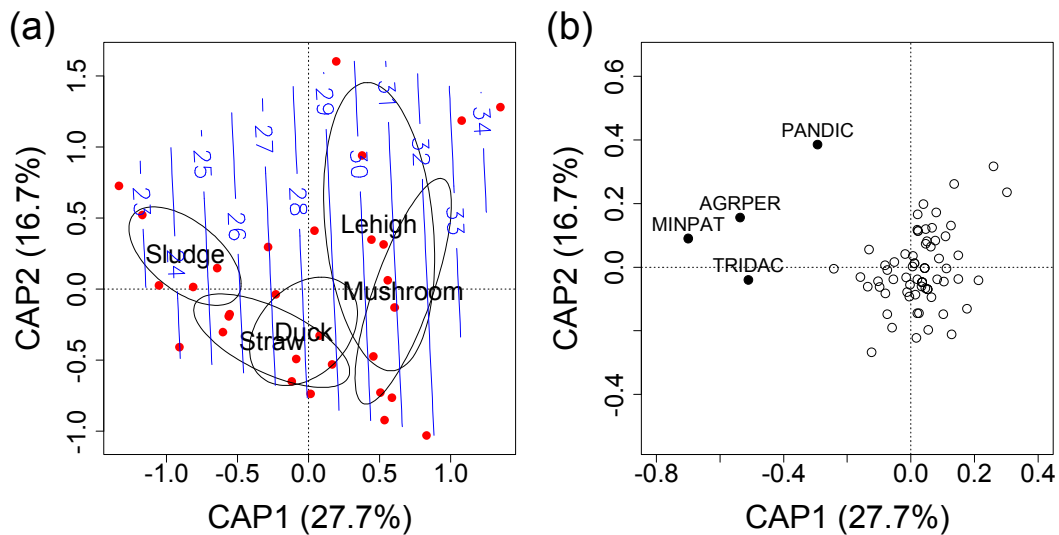 (a)
1.5
1.0
0.5
0.0
-0.5
-1.0
CAP2 (16.7%)
23
24
25
26
27
28
29
30
31
32
33
34
Sludge
Straw
Duck
Lehigh
Mushroom
-1.0
-0.5
0.0
0.5
1.0
CAP1 (27.7%)
(b)
0.6
0.4
0.2
0.0
-0.4
CAP2 (16.7%)
PANDIC
AGRPER
MINPAT
TRIDAC
-0.8
-0.4
0.0
0.2
0.4
CAP1 (27.7%)